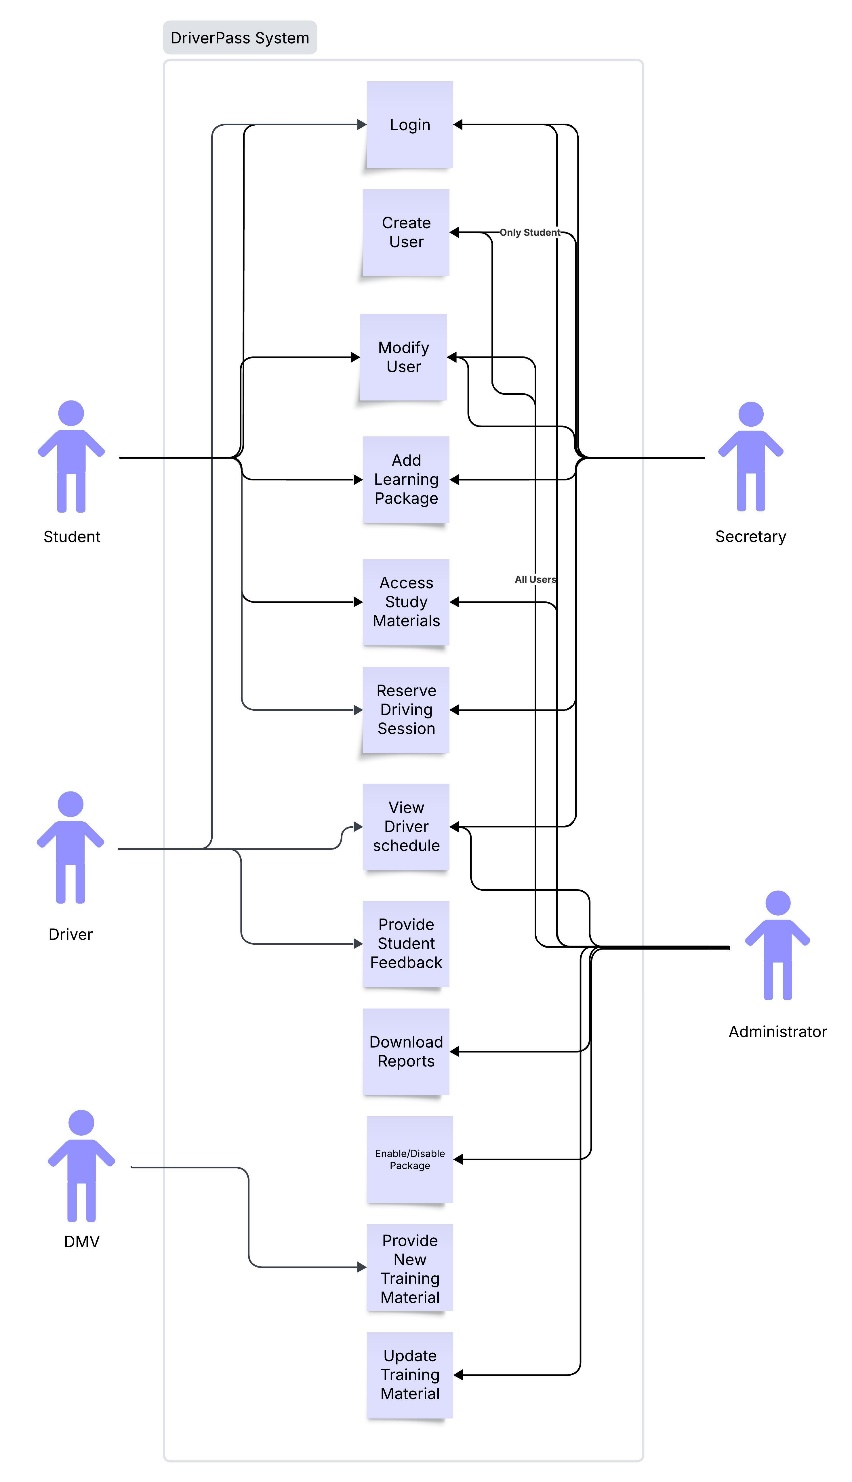 DriverPass System
Login
Create
User
Only Student
Modify
User
Add
Learning
Package
Student
Secretary
All Users
Access
Study
Materials
Reserve
Driving
Session
View
Driver
schedule
Driver
Provide
Student
Feedback
Administrator
Download
Reports
Enable/Disable
Package
DMV
Provide
New
Training
Material
Update
Training
Material